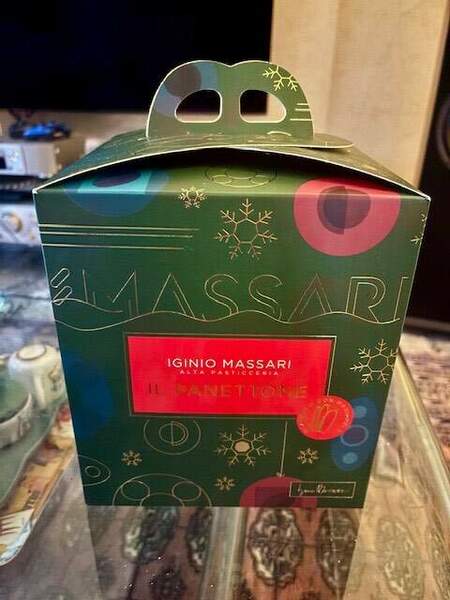 MASSARI
IGINIO MASSARI
ALTA PASTICCERIA
IL PANETTONE